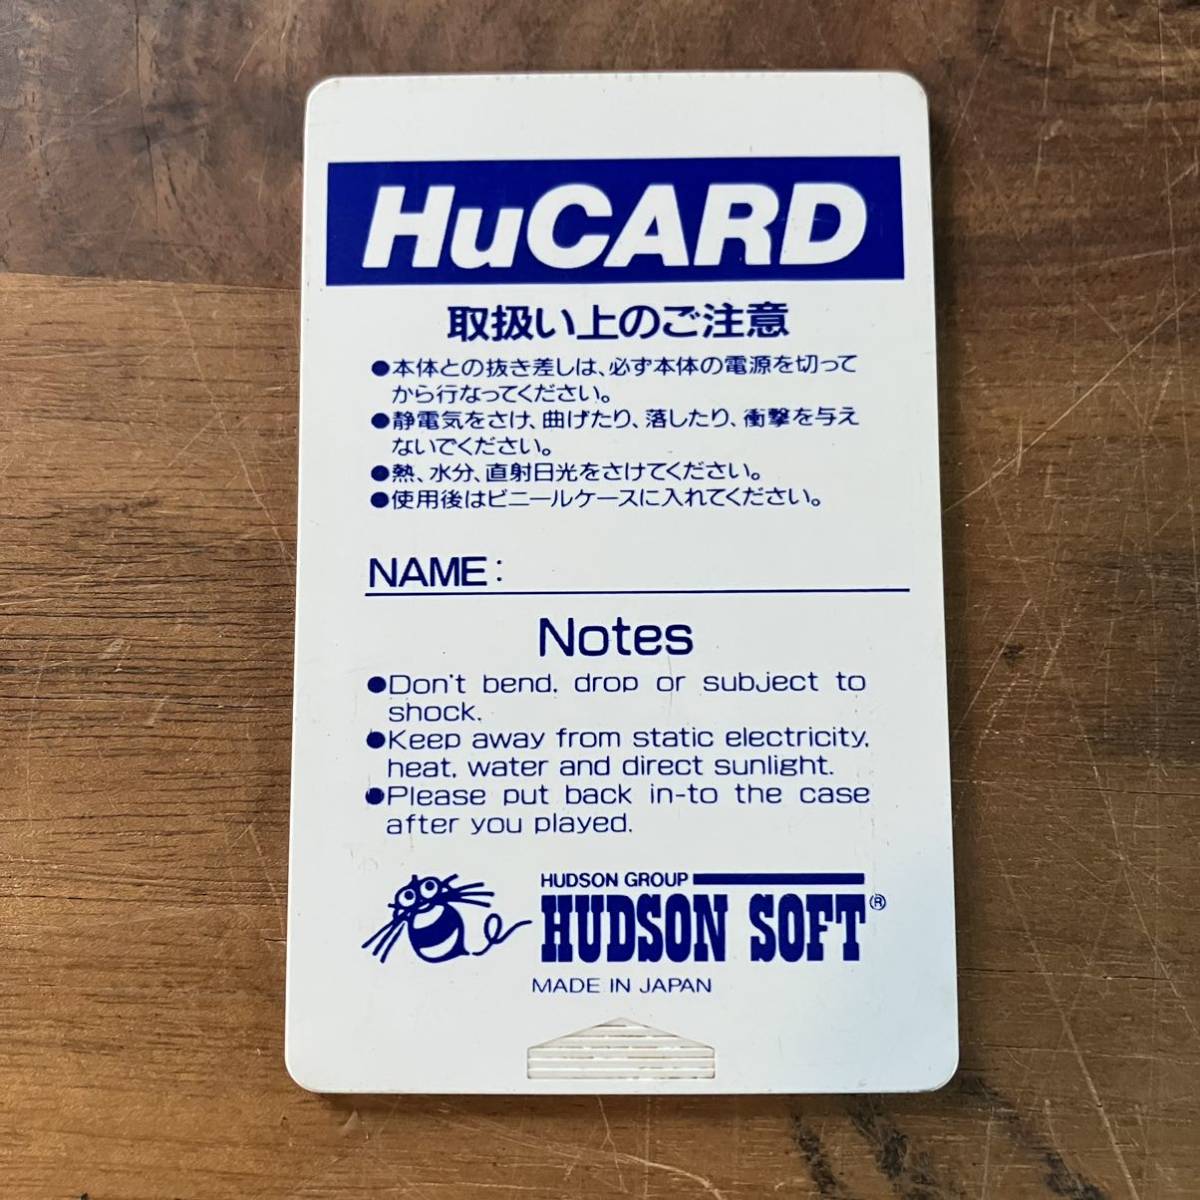 HuCARD
取扱い上のご注意
●本体との抜き差しは、必ず本体の電源を切って
から行なってください。
●静電気をさけ、曲げたり、落したり、衝撃を与え
ないでください。
●熱、水分、直射日光をさけてください。
●使用後はビニールケースに入れてください。
NAME:
Notes
●Don't bend, drop or subject to
shock.
●Keep away from static electricity,
heat, water and direct sunlight.
●Please put back in-to the case
after you played.
HUDSON GROUP
HUDSON SOFT®
MADE IN JAPAN